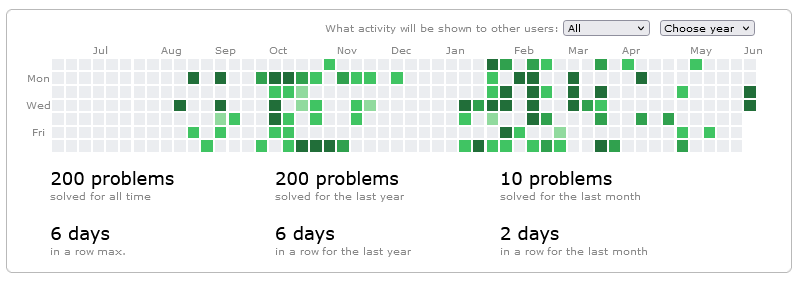 What activity will be shown to other users: All Choose year
Jul Aug Sep Oct Nov Dec Jan Feb Mar Apr May Jun
Mon
Wed
Fri
200 problems 200 problems 10 problems
solved for all time solved for the last year solved for the last month
6 days 6 days 2 days
in a row max. in a row for the last year in a row for the last month